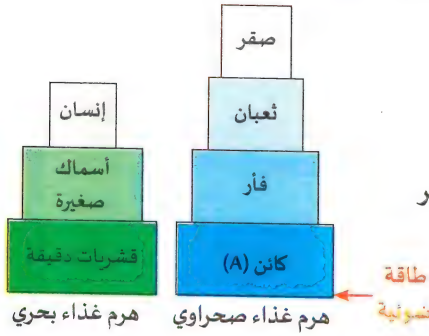 صقر
ثعبان
فأر
كائن (A)
هرم غذاء صحراوي
إنسان
أسماك
صغيرة
قشريات دقيقة
هرم غذاء بحري
ر
طاقة
ضوئية